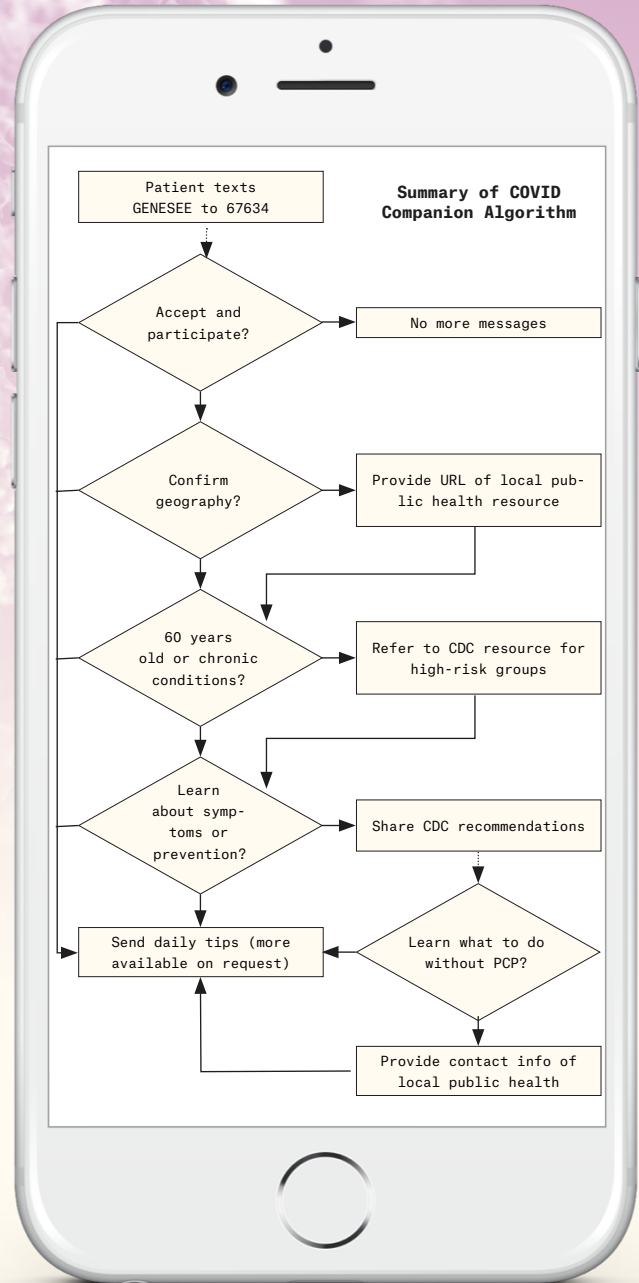 Patient texts
GENESEE to 67634
Summary of COVID
Companion Algorithm
Accept and
participate?
No more messages
Confirm
geography?
Provide URL of local pub-
lic health resource
60 years
old or chronic
conditions?
Refer to CDC resource for
high-risk groups
Learn
about symp-
toms or
prevention?
Share CDC recommendations
Send daily tips (more
available on request)
Learn what to do
without PCP?
Provide contact info of
local public health